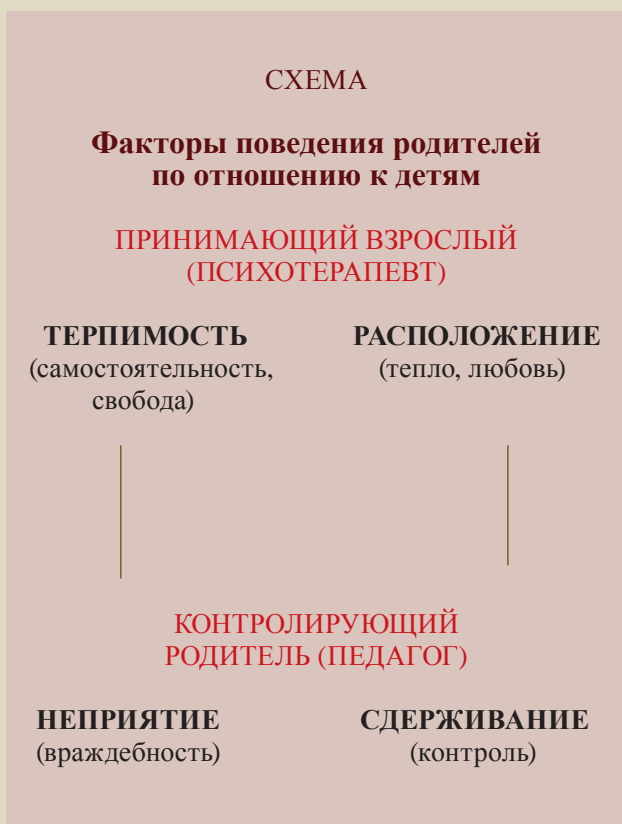 СХЕМА
Факторы поведения родителей
по отношению к детям
ПРИНИМАЮЩИЙ ВЗРОСЛЫЙ
(ПСИХОТЕРАПЕВТ)
ТЕРПИМОСТЬ
(самостоятельность,
свобода)
РАСПОЛОЖЕНИЕ
(тепло, любовь)
КОНТРОЛИРУЮЩИЙ
РОДИТЕЛЬ (ПЕДАГОГ)
НЕПРИЯТИЕ
(враждебность)
СДЕРЖИВАНИЕ
(контроль)